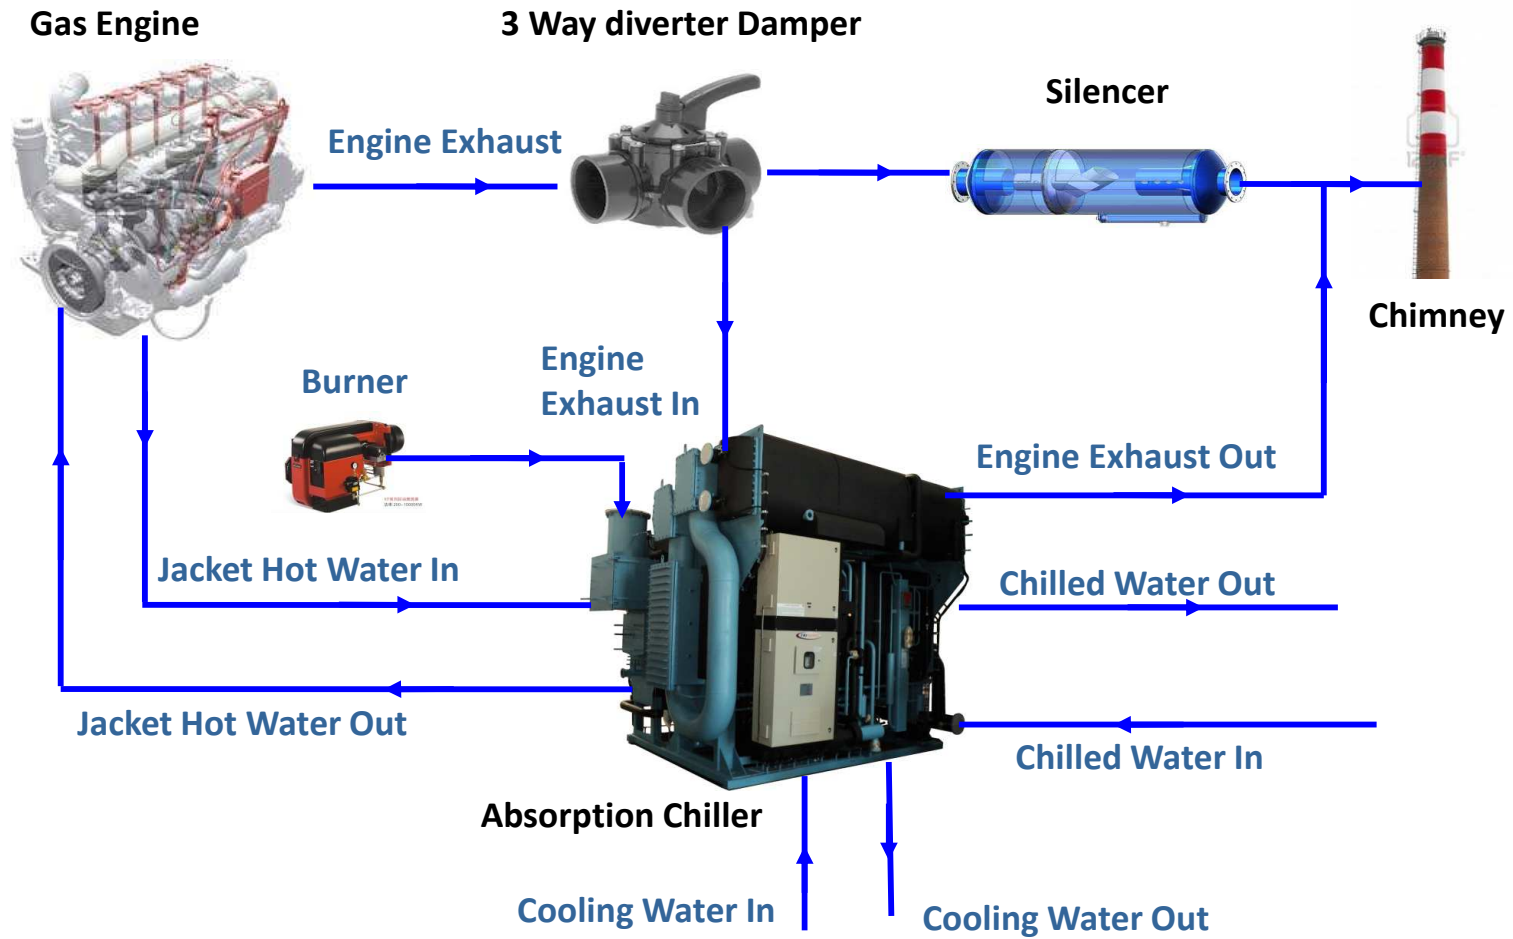 Gas Engine
3 Way diverter Damper
Silencer
Engine Exhaust
Chimney
Engine
Exhaust In
Burner
Engine Exhaust Out
Jacket Hot Water In
Chilled Water Out
Jacket Hot Water Out
Chilled Water In
Absorption Chiller
Cooling Water In
Cooling Water Out